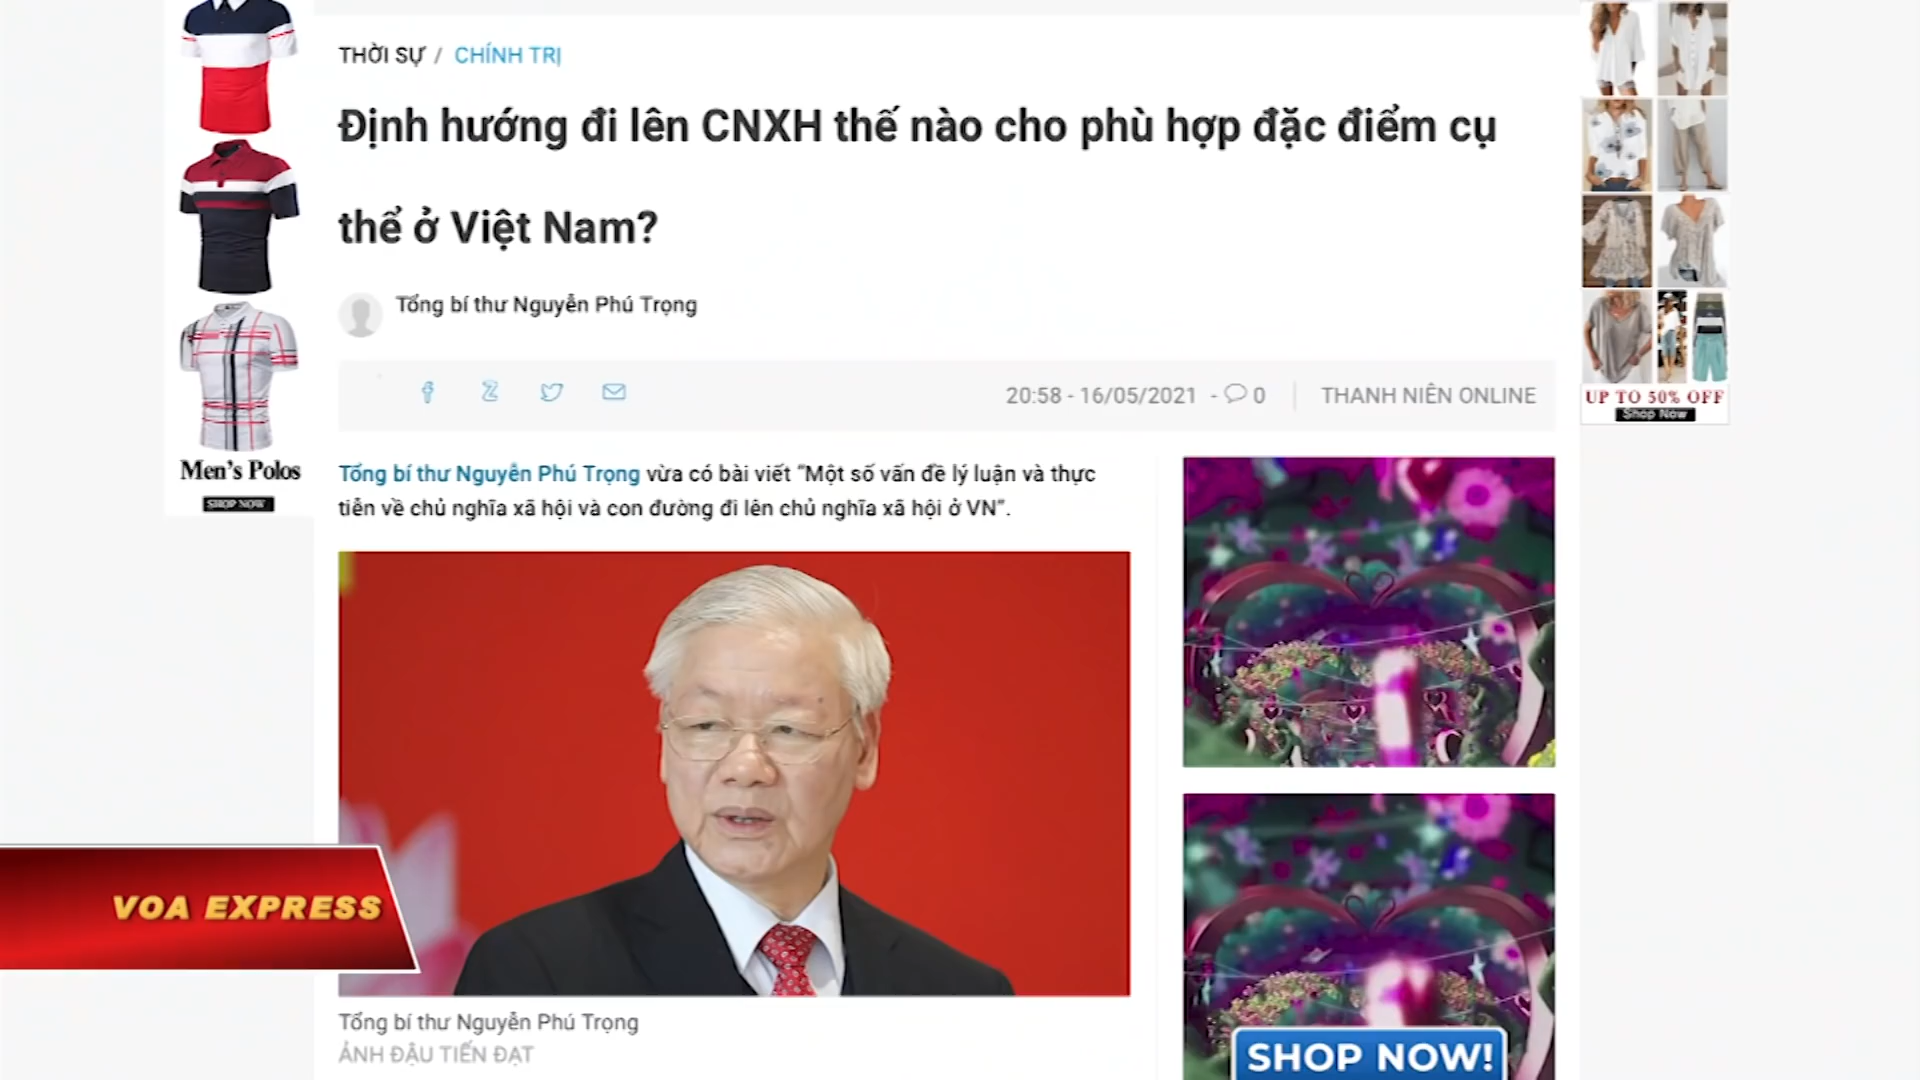 THỜI SỰ / CHÍNH TRỊ
Định hướng đi lên CNXH thế nào cho phù hợp đặc điểm cụ
thể ở Việt Nam?
Tổng bí thư Nguyễn Phú Trọng
20:58 - 16/05/2021 - 0 | THANH NIÊN ONLINE
Tổng bí thư Nguyễn Phú Trọng vừa có bài viết "Một số vấn đề lý luận và thực
tiễn về chủ nghĩa xã hội và con đường đi lên chủ nghĩa xã hội ở VN".
Tổng bí thư Nguyễn Phú Trọng
ẢNH ĐẬU TIẾN ĐẠT
Men's Polos
SHOP NOW
UP TO 50% OFF
Shop Now
SHOP NOW!
VOA EXPRESS